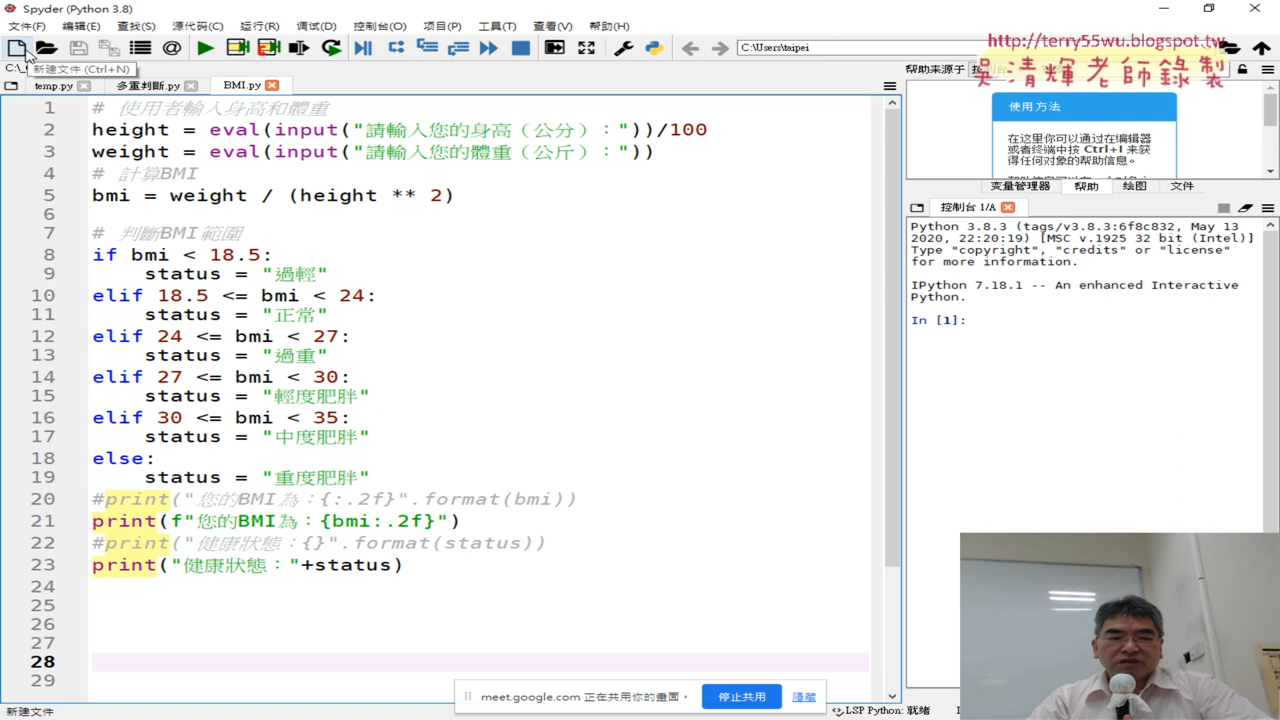 Spyder (Python 3.8)
文件(F) 编辑(E) 查找(S) 源代码(C) 运行(R) 调试(D) 控制台(O) 项目(P) 工具(T) 查看(V) 帮助(H)
C:\Users\taipei
http://terry55wu.blogspot.tw
吳清輝老師錄製
新建文件 (Ctrl+N)
temp.py 多重判斷.py BMI.py
1 # 使用者輸入身高和體重
2 height = eval(input("請輸入您的身高（公分）："))/100
3 weight = eval(input("請輸入您的體重（公斤）："))
4 # 計算BMI
5 bmi = weight / (height ** 2)
6
7 # 判斷BMI範圍
8 if bmi < 18.5:
9 status = "過輕"
10 elif 18.5 <= bmi < 24:
11 status = "正常"
12 elif 24 <= bmi < 27:
13 status = "過重"
14 elif 27 <= bmi < 30:
15 status = "輕度肥胖"
16 elif 30 <= bmi < 35:
17 status = "中度肥胖"
18 else:
19 status = "重度肥胖"
20 #print("您的BMI為：{:.2f}".format(bmi))
21 print(f"您的BMI為：{bmi:.2f}")
22 #print("健康狀態：{}".format(status))
23 print("健康狀態："+status)
24
25
26
27
28
29
帮助来源于
使用方法
在这里你可以通过在编辑器
或者终端中按 Ctrl+I 来获
得任何对象的帮助信息。
变量管理器 帮助 绘图 文件
控制台 1/A
Python 3.8.3 (tags/v3.8.3:6f8c832, May 13
2020, 22:20:19) [MSC v.1925 32 bit (Intel)]
Type "copyright", "credits" or "license"
for more information.
IPython 7.18.1 -- An enhanced Interactive
Python.
In [1]:
meet.google.com 正在共用你的畫面。 停止共用 隱藏
新建文件
LSP Python: 就绪